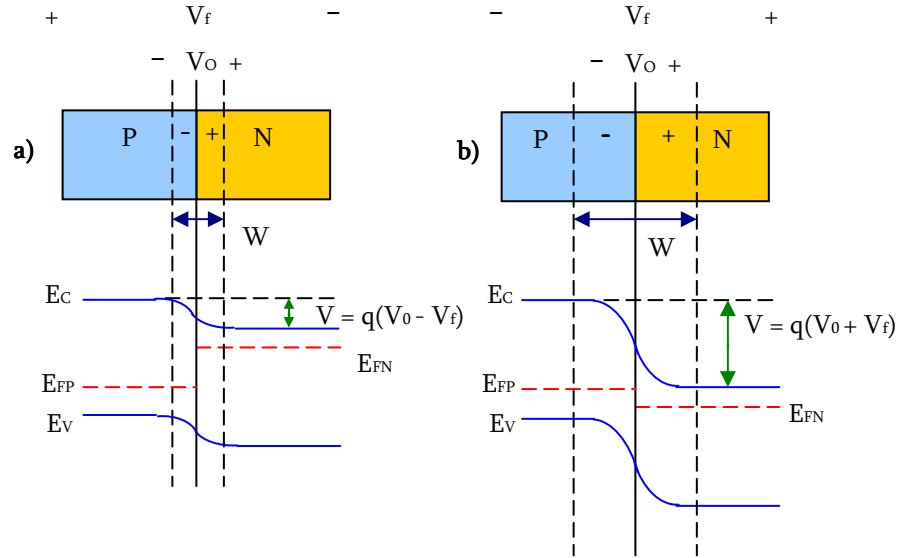 + Vf −
− VO +
a) P - + N
W
EC
V = q(V0 - Vf)
EFN
EFP
EV
− Vf +
− VO +
b) P - + N
W
EC
V = q(V0 + Vf)
EFP
EFN
EV